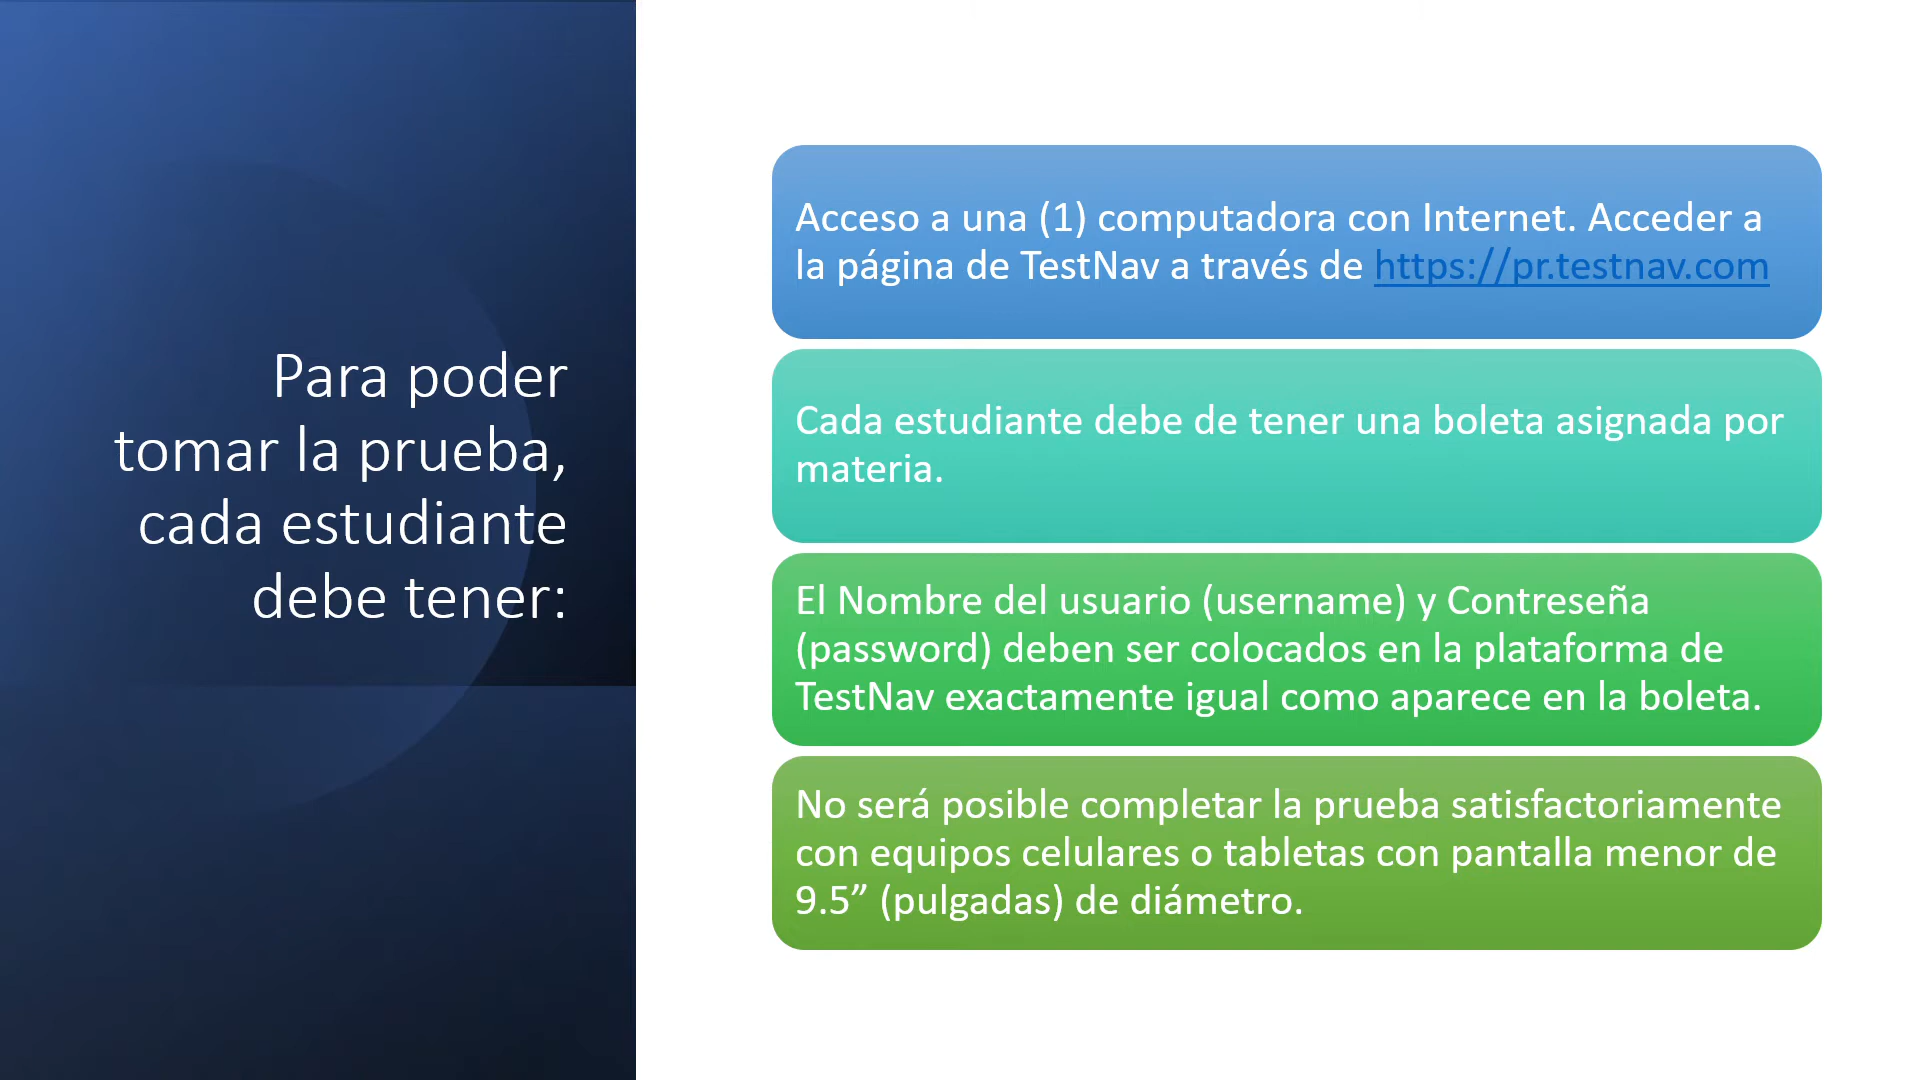 Para poder
tomar la prueba,
cada estudiante
debe tener:
Acceso a una (1) computadora con Internet. Acceder a
la página de TestNav a través de https://pr.testnav.com
Cada estudiante debe de tener una boleta asignada por
materia.
El Nombre del usuario (username) y Contreseña
(password) deben ser colocados en la plataforma de
TestNav exactamente igual como aparece en la boleta.
No será posible completar la prueba satisfactoriamente
con equipos celulares o tabletas con pantalla menor de
9.5” (pulgadas) de diámetro.